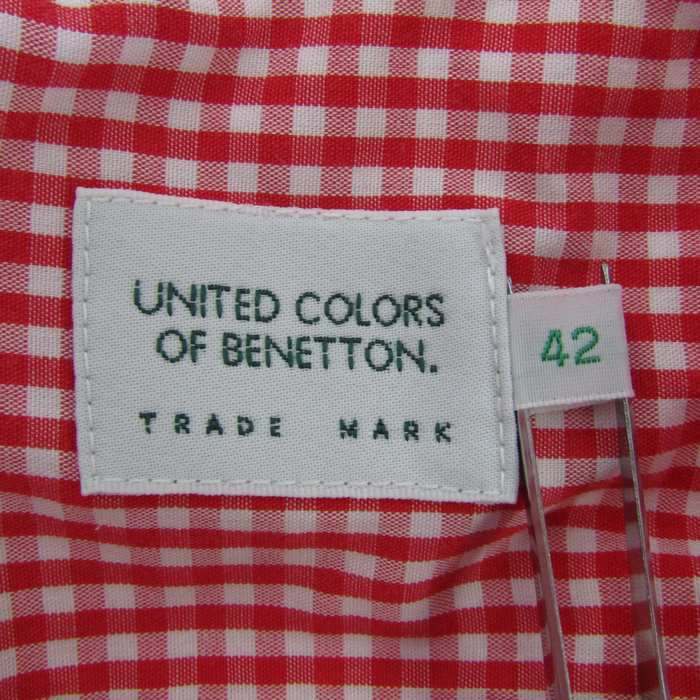 UNITED COLORS
OF BENETTON.
TRADE MARK
42